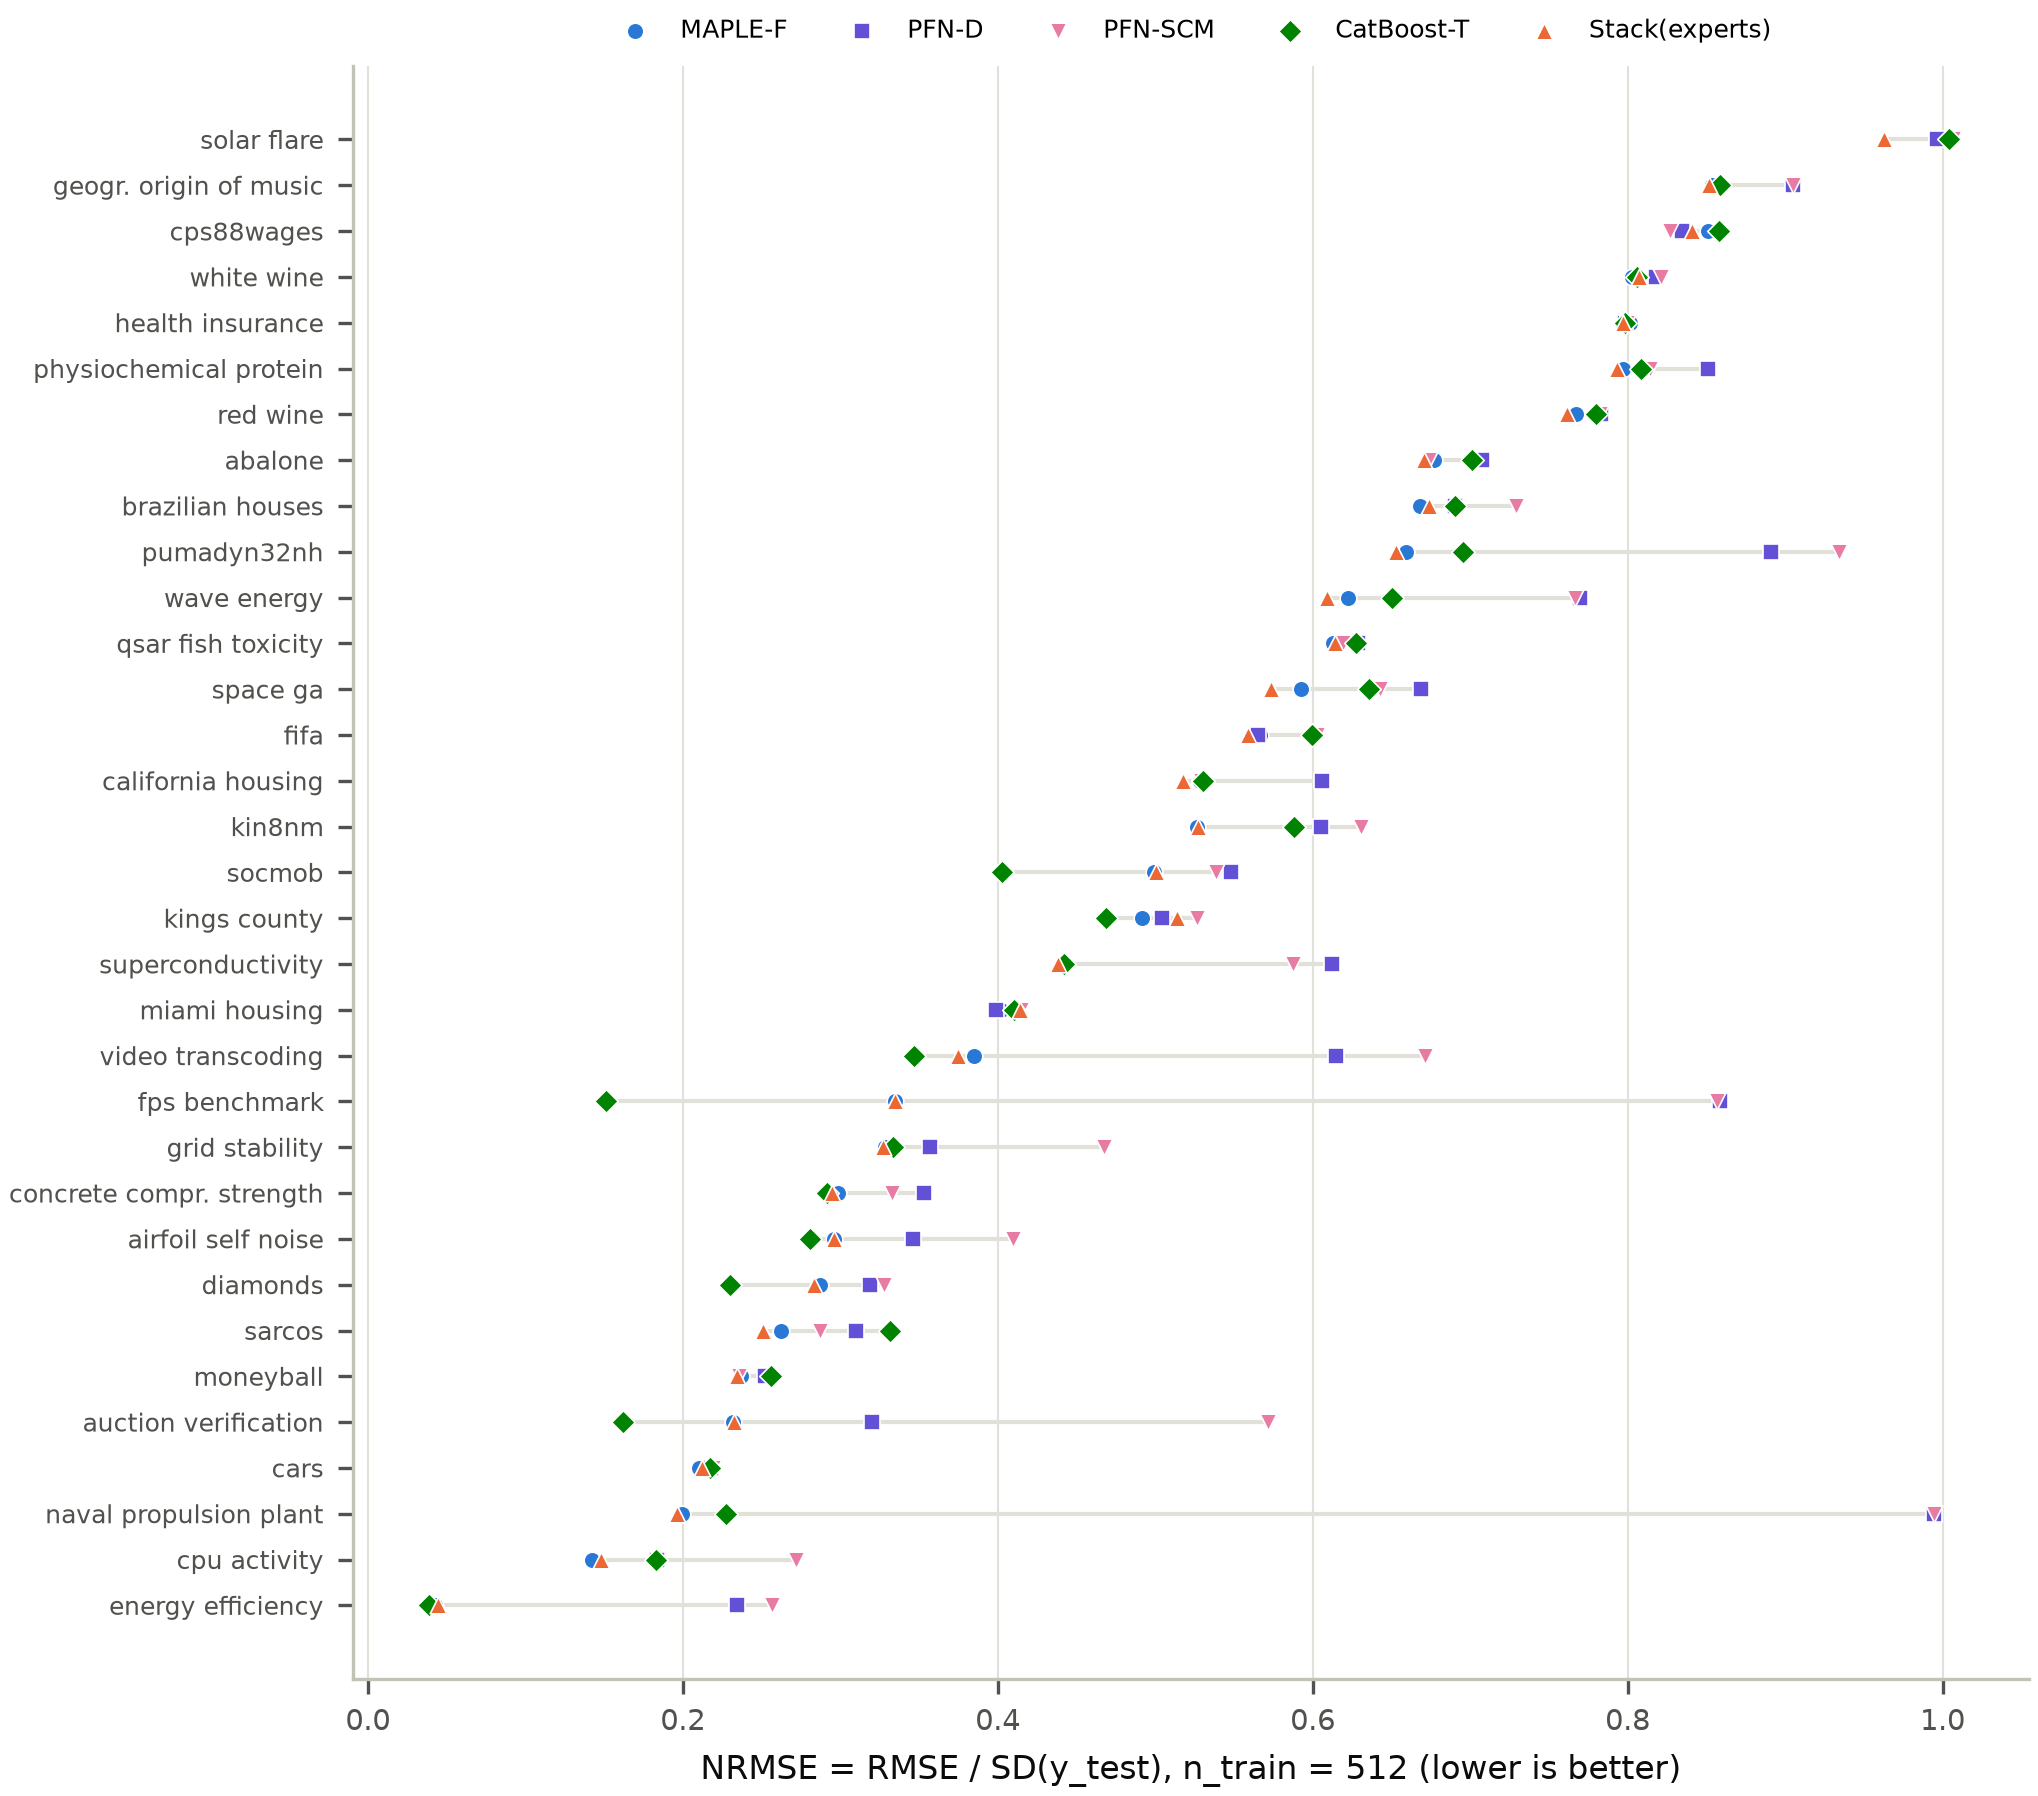 MAPLE-F PFN-D PFN-SCM CatBoost-T Stack(experts)
solar flare
geogr. origin of music
cps88wages
white wine
health insurance
physiochemical protein
red wine
abalone
brazilian houses
pumadyn32nh
wave energy
qsar fish toxicity
space ga
fifa
california housing
kin8nm
socmob
kings county
superconductivity
miami housing
video transcoding
fps benchmark
grid stability
concrete compr. strength
airfoil self noise
diamonds
sarcos
moneyball
auction verification
cars
naval propulsion plant
cpu activity
energy efficiency
0.0 0.2 0.4 0.6 0.8 1.0
NRMSE = RMSE / SD(y_test), n_train = 512 (lower is better)